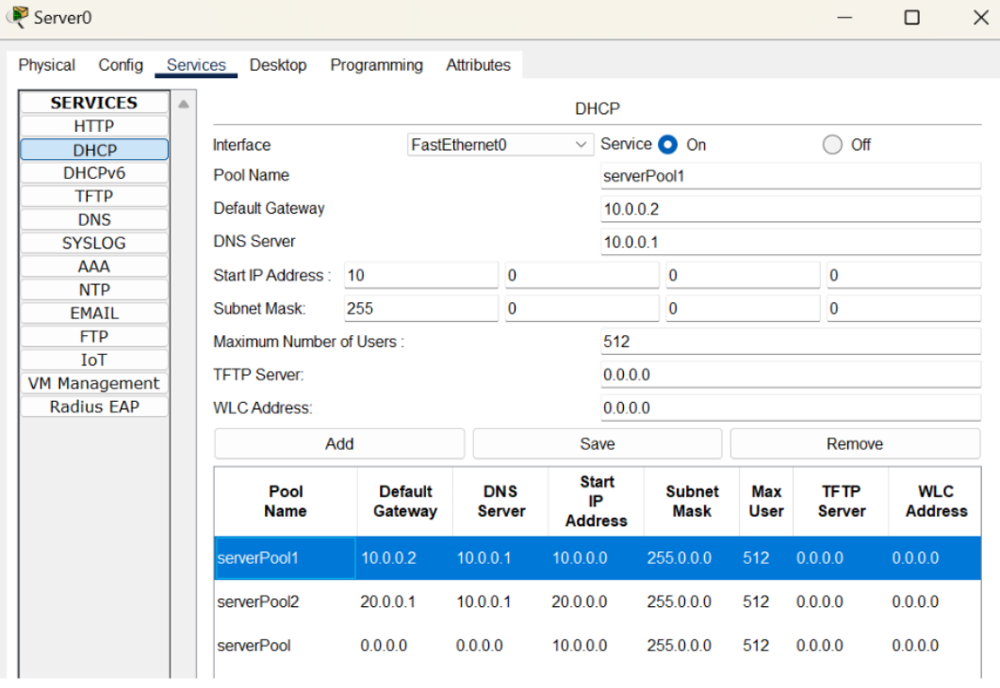 Server0
Physical Config Services Desktop Programming Attributes
SERVICES
HTTP
DHCP
DHCPv6
TFTP
DNS
SYSLOG
AAA
NTP
EMAIL
FTP
IoT
VM Management
Radius EAP
DHCP
Interface FastEthernet0 Service On Off
Pool Name serverPool1
Default Gateway 10.0.0.2
DNS Server 10.0.0.1
Start IP Address : 10 0 0 0
Subnet Mask: 255 0 0 0
Maximum Number of Users : 512
TFTP Server: 0.0.0.0
WLC Address: 0.0.0.0
Add Save Remove
Pool Name Default Gateway DNS Server Start IP Address Subnet Mask Max User TFTP Server WLC Address
serverPool1 10.0.0.2 10.0.0.1 10.0.0.0 255.0.0.0 512 0.0.0.0 0.0.0.0
serverPool2 20.0.0.1 10.0.0.1 20.0.0.0 255.0.0.0 512 0.0.0.0 0.0.0.0
serverPool 0.0.0.0 0.0.0.0 10.0.0.0 255.0.0.0 512 0.0.0.0 0.0.0.0